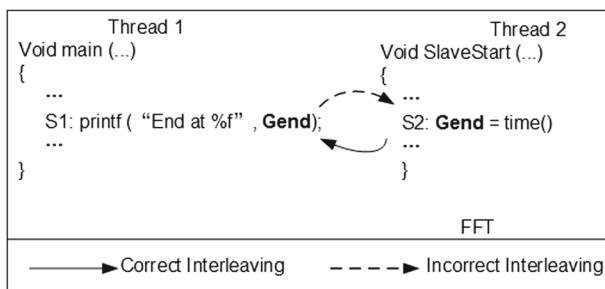 Thread 1
Void main (...)
{
...
S1: printf ( “End at %f” , Gend);
...
}
Thread 2
Void SlaveStart (...)
{
...
S2: Gend = time()
...
}
FFT
Correct Interleaving
Incorrect Interleaving